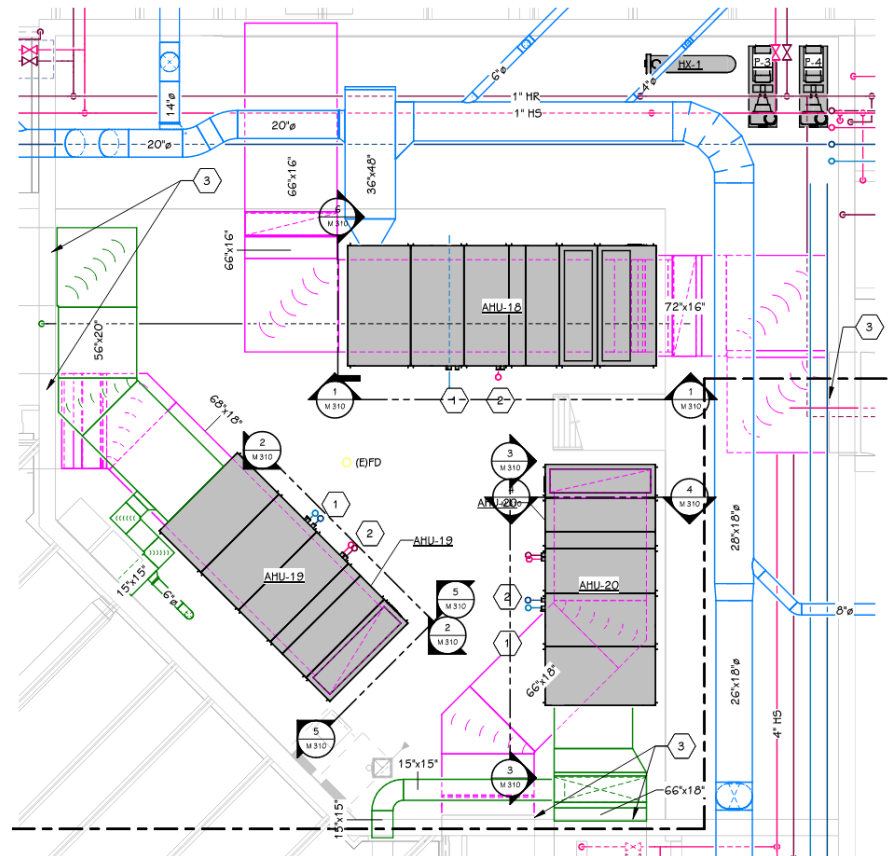 P-3
P-4
HX-1
6"ø
4"ø
14"ø
1" HR
1" HS
20"ø
20"ø
66"x16"
36"x48"
3
6
M 310
66"x16"
AHU-18
72"x16"
3
56"x20"
1
M 310
1
2
1
M 310
68"x18"
2
M 310
(E)FD
3
M 310
4
AHU-20
4
M 310
1
2
28"x18"ø
AHU-19
AHU-19
AHU-20
15"x15"
6"ø
5
M 310
2
M 310
2
8"ø
1
66"x18"
26"x18"ø
4" HS
5
M 310
3
15"x15"
3
M 310
66"x18"
15"x15"